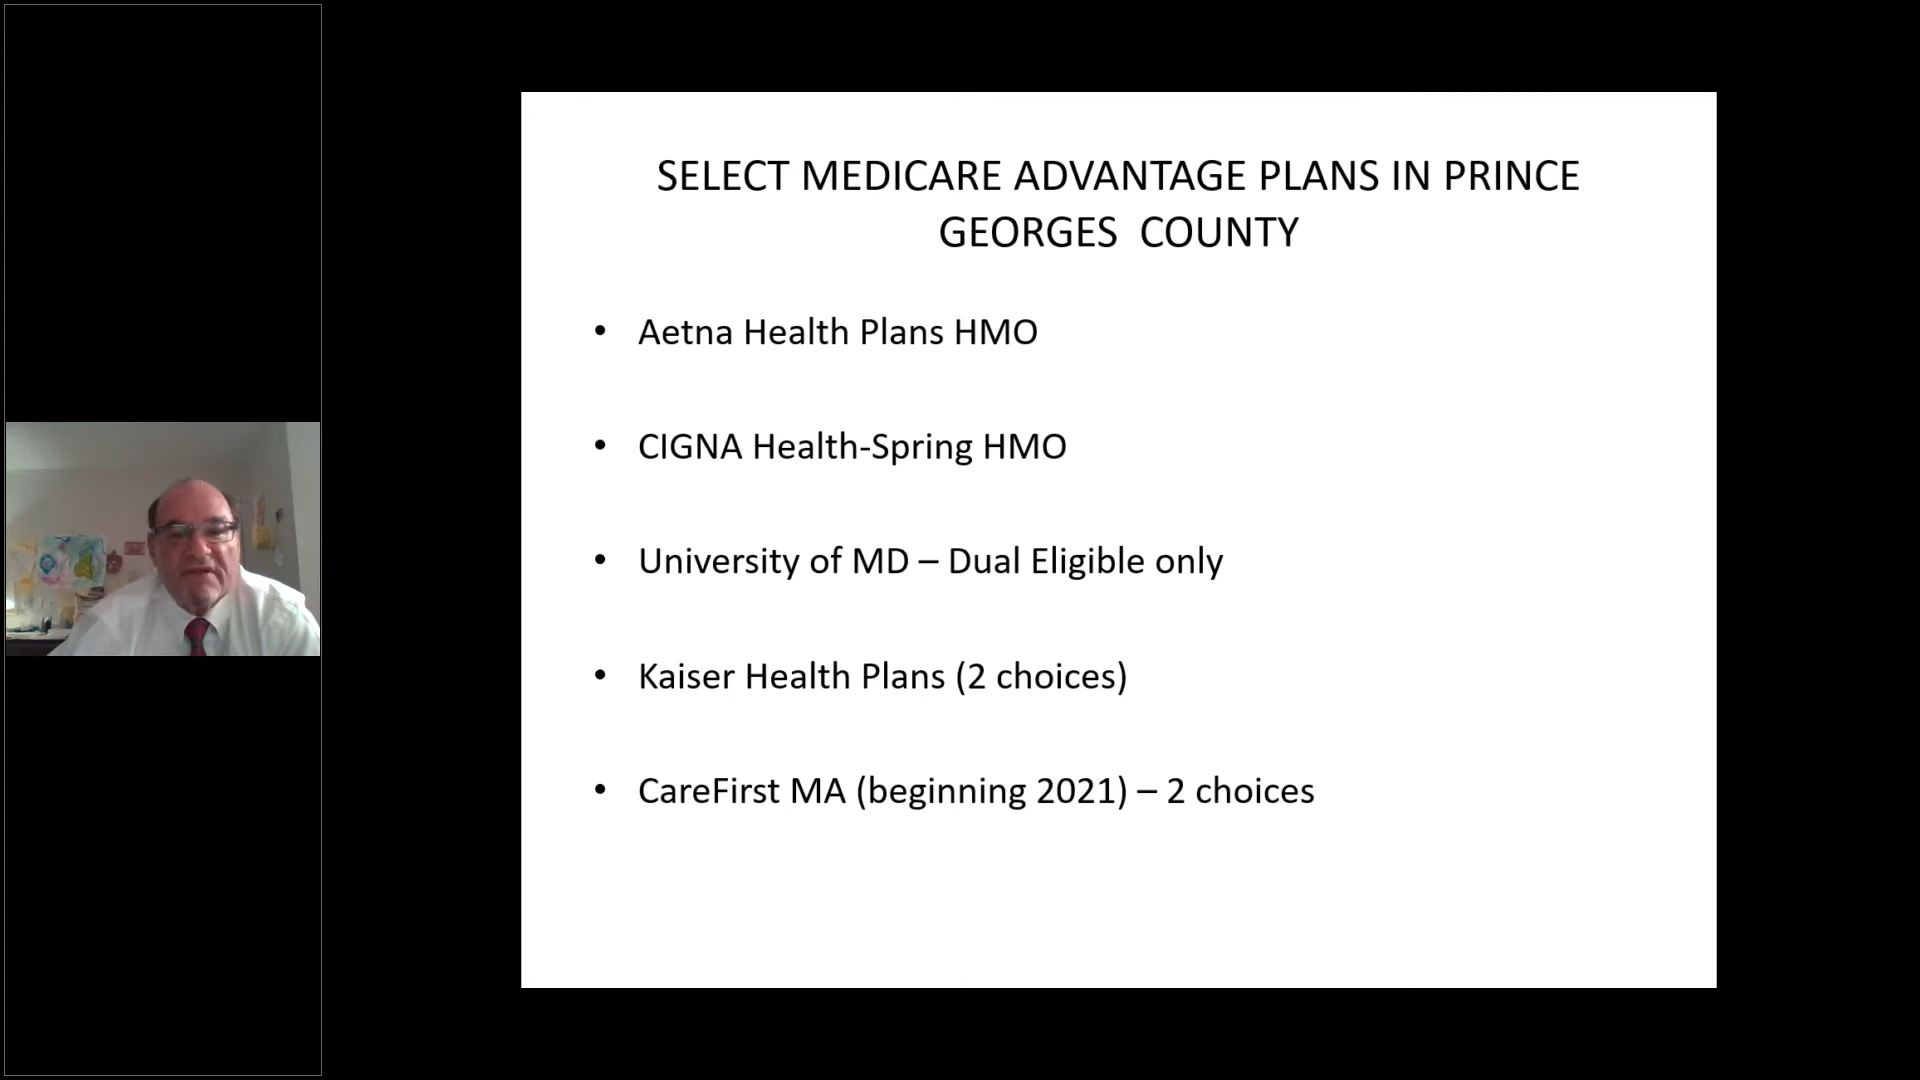 SELECT MEDICARE ADVANTAGE PLANS IN PRINCE
GEORGES COUNTY
• Aetna Health Plans HMO
• CIGNA Health-Spring HMO
• University of MD – Dual Eligible only
• Kaiser Health Plans (2 choices)
• CareFirst MA (beginning 2021) – 2 choices